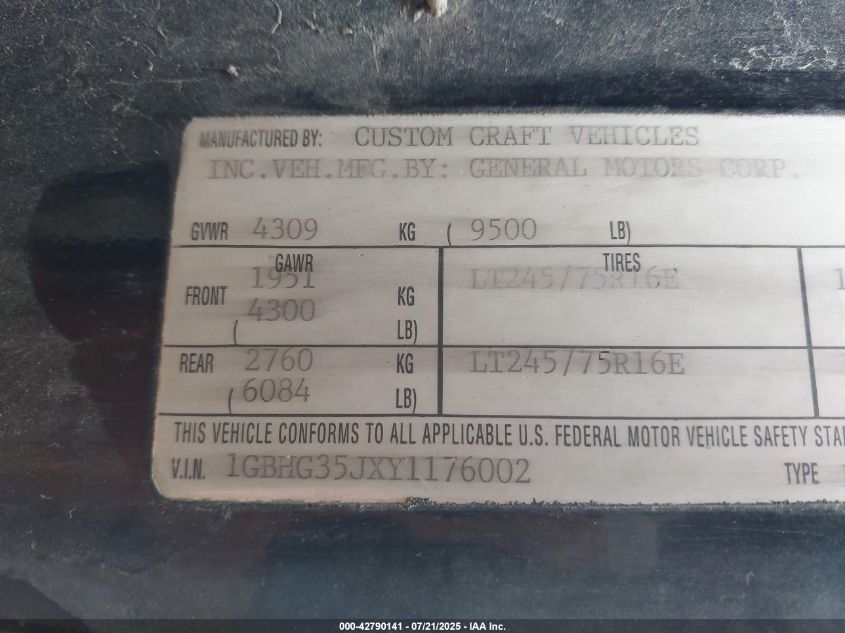 MANUFACTURED BY: CUSTOM CRAFT VEHICLES
INC.VEH.MFG.BY: GENERAL MOTORS CORP.
GVWR 4309 KG ( 9500 LB)
GAWR TIRES
FRONT 1951 KG LT245/75R16E 1
( 4300 LB)
REAR 2760 KG LT245/75R16E
( 6084 LB)
THIS VEHICLE CONFORMS TO ALL APPLICABLE U.S. FEDERAL MOTOR VEHICLE SAFETY STAN
V.I.N. 1GBHG35JXY1176002 TYPE
000-42790141 - 07/21/2025 - IAA Inc.